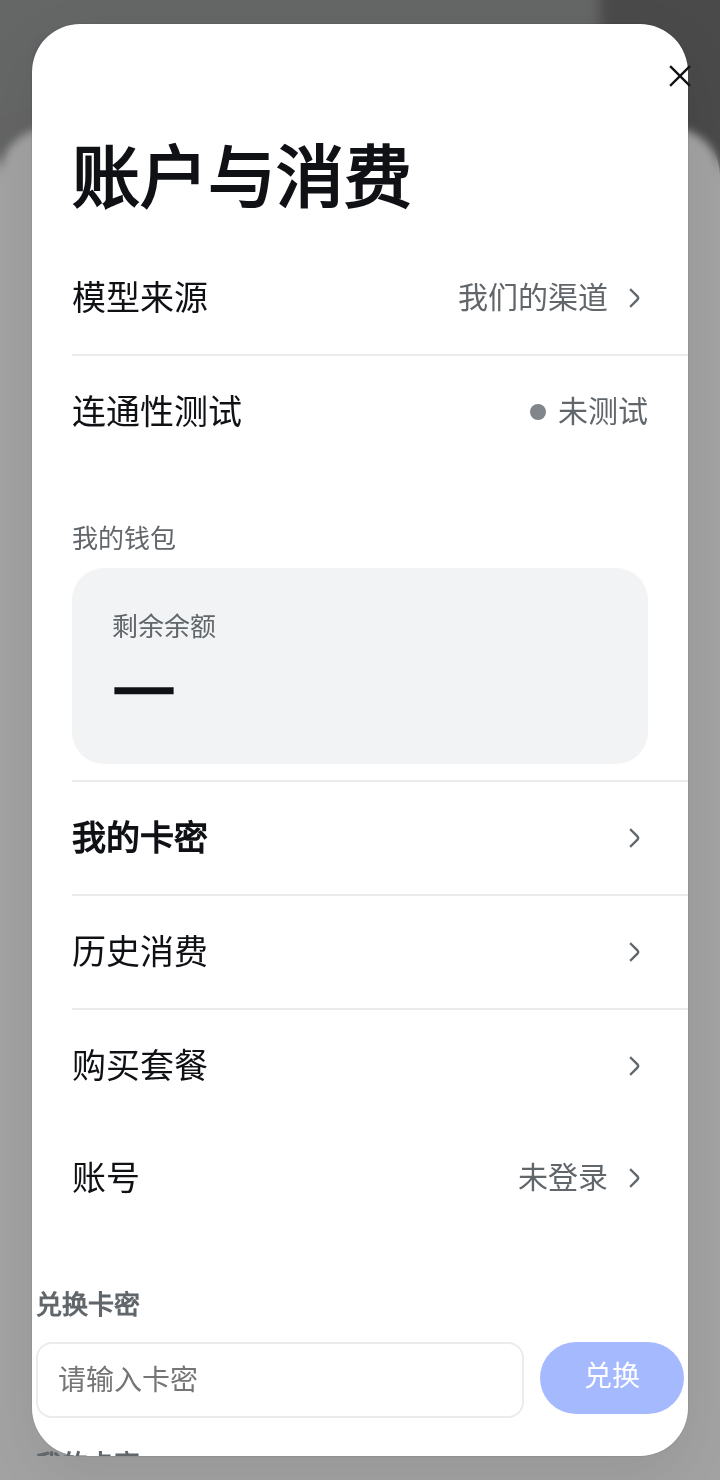 账户与消费
模型来源 我们的渠道
连通性测试 未测试
我的钱包
剩余余额
—
我的卡密
历史消费
购买套餐
账号 未登录
兑换卡密
请输入卡密 兑换